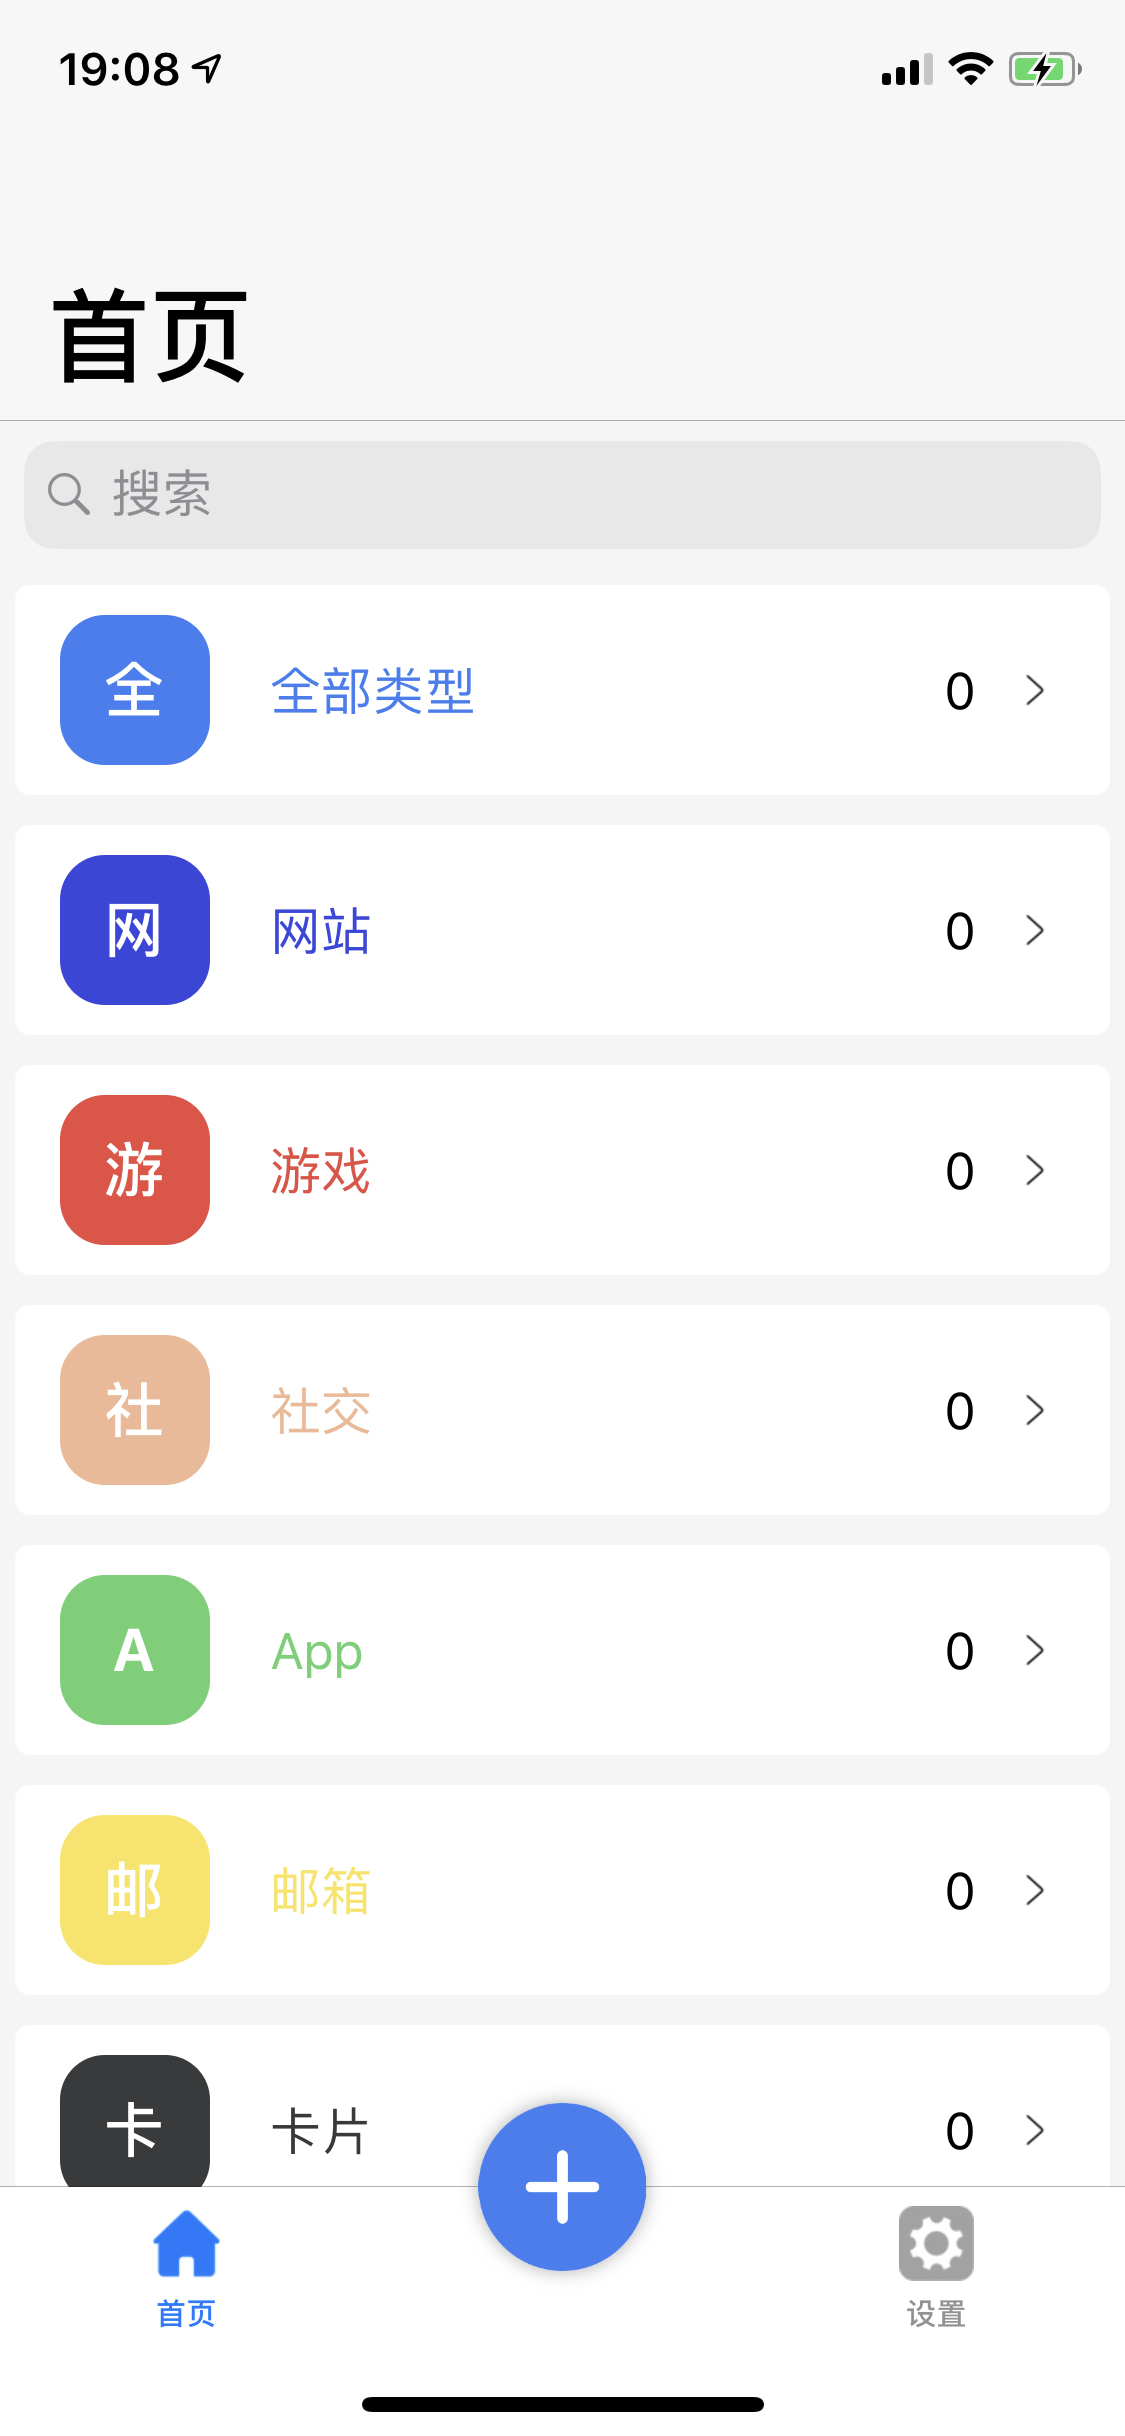 19:08
首页
搜索
全 全部类型 0
网 网站 0
游 游戏 0
社 社交 0
A App 0
邮 邮箱 0
卡 卡片 0
首页 设置